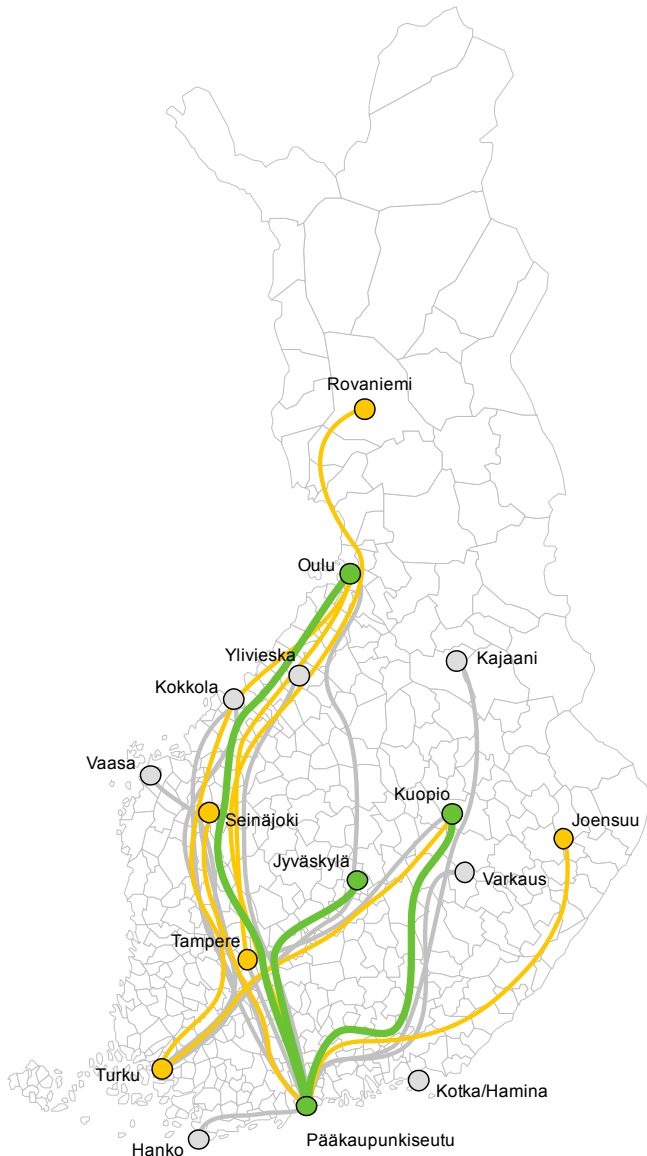 Rovaniemi
Oulu
Ylivieska
Kajaani
Kokkola
Vaasa
Kuopio
Seinäjoki
Joensuu
Jyväskylä
Varkaus
Tampere
Turku
Kotka/Hamina
Pääkaupunkiseutu
Hanko